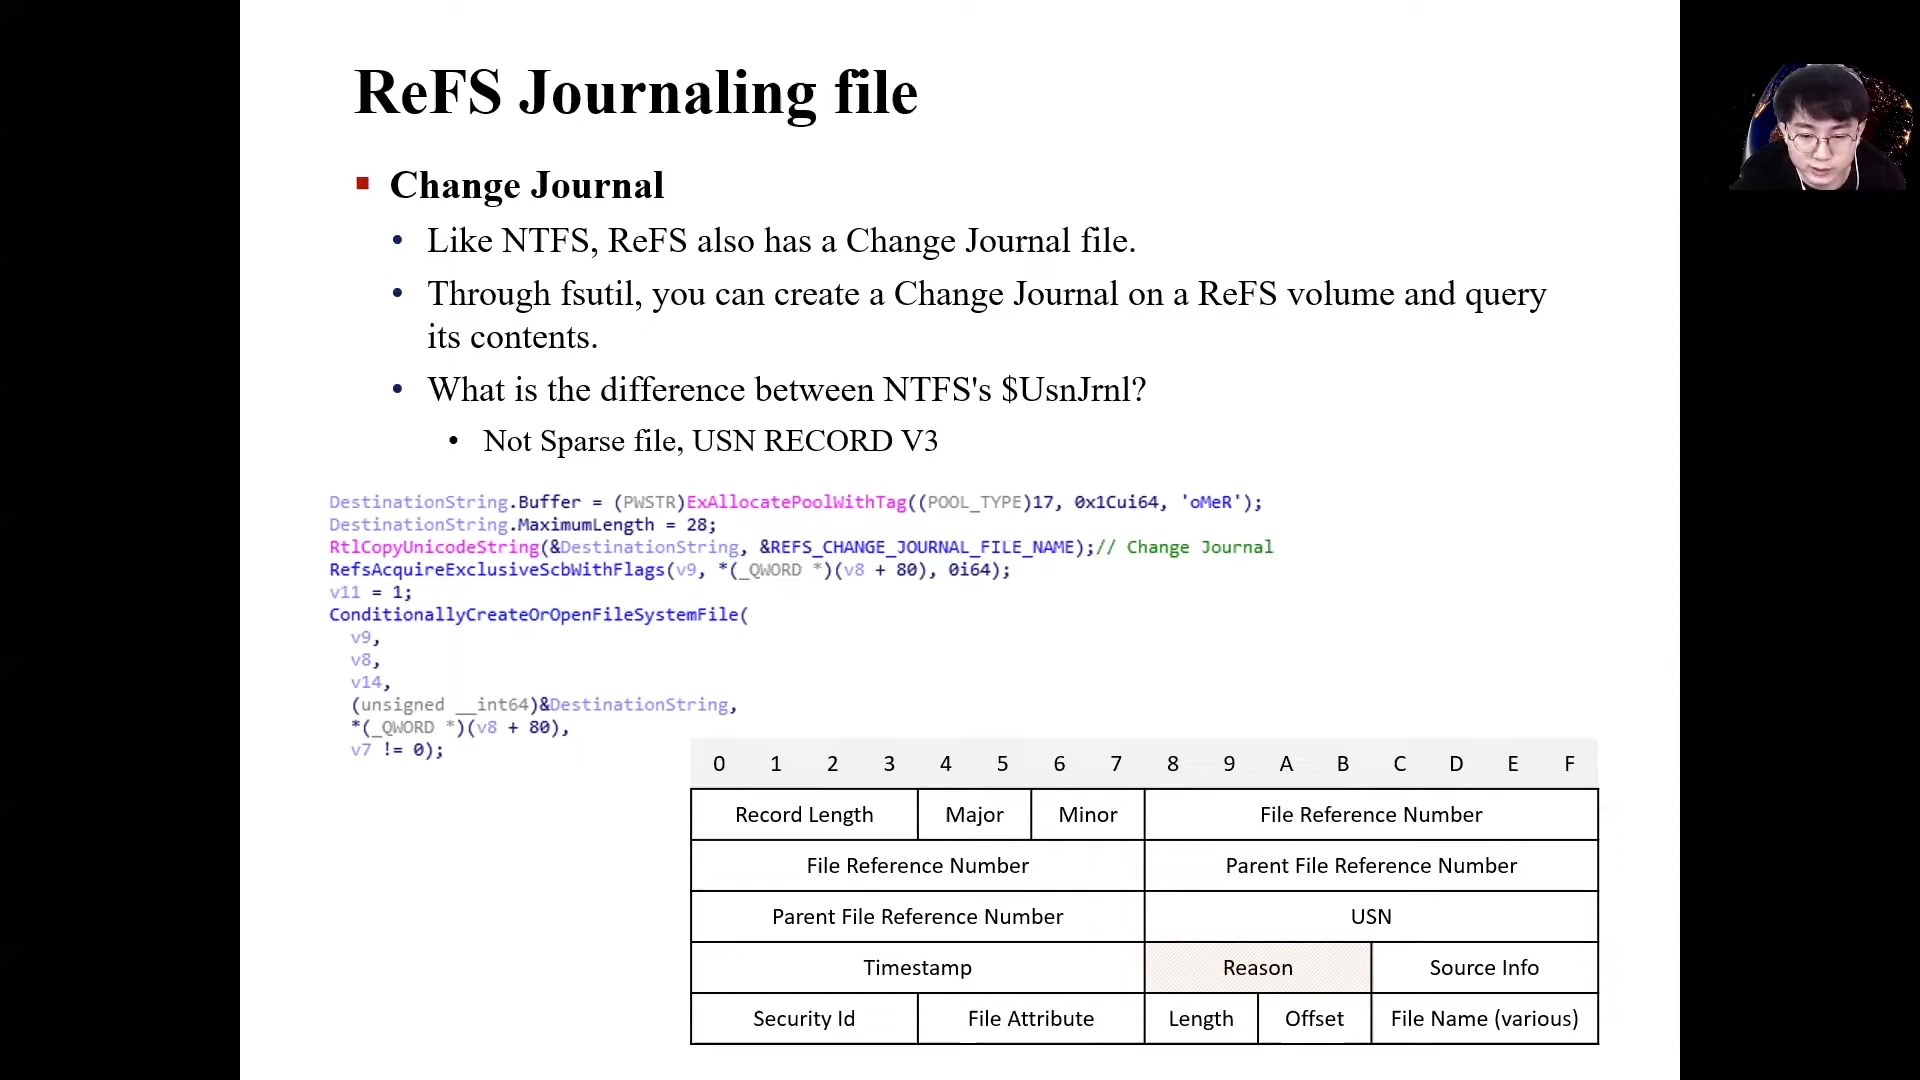 ReFS Journaling file
▪ Change Journal
• Like NTFS, ReFS also has a Change Journal file.
• Through fsutil, you can create a Change Journal on a ReFS volume and query
its contents.
• What is the difference between NTFS's $UsnJrnl?
• Not Sparse file, USN RECORD V3
DestinationString.Buffer = (PWSTR)ExAllocatePoolWithTag((POOL_TYPE)17, 0x1Cui64, 'oMeR');
DestinationString.MaximumLength = 28;
RtlCopyUnicodeString(&DestinationString, &REFS_CHANGE_JOURNAL_FILE_NAME);// Change Journal
RefsAcquireExclusiveScbWithFlags(v9, *(_QWORD *)(v8 + 80), 0i64);
v11 = 1;
ConditionallyCreateOrOpenFileSystemFile(
v9,
v8,
v14,
(unsigned __int64)&DestinationString,
*(_QWORD *)(v8 + 80),
v7 != 0);
0 1 2 3 4 5 6 7 8 9 A B C D E F
Record Length Major Minor File Reference Number
File Reference Number Parent File Reference Number
Parent File Reference Number USN
Timestamp Reason Source Info
Security Id File Attribute Length Offset File Name (various)